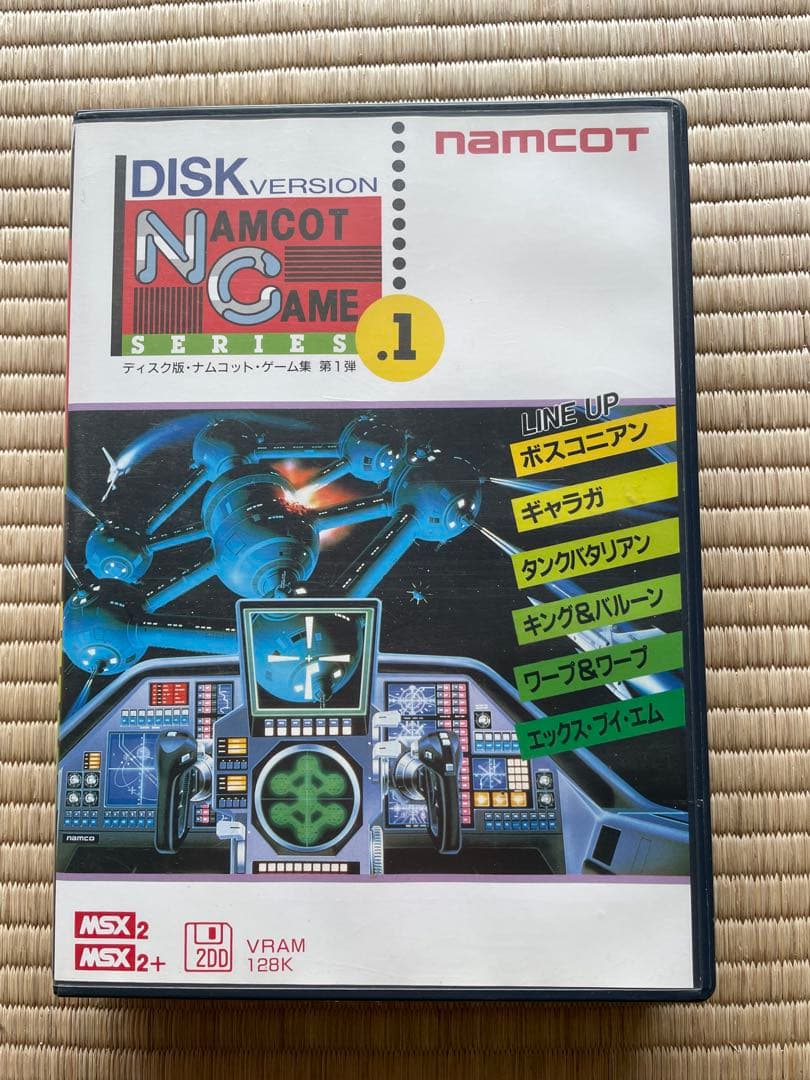 namcot
DISK VERSION
NAMCOT
GAME
SERIES
.1
ディスク版・ナムコット・ゲーム集 第1弾
LINE UP
ボスコニアン
ギャラガ
タンクバタリアン
キング&バルーン
ワープ&ワープ
エックス・ブイ・エム
namco
MSX2
MSX2+
2DD
VRAM
128K